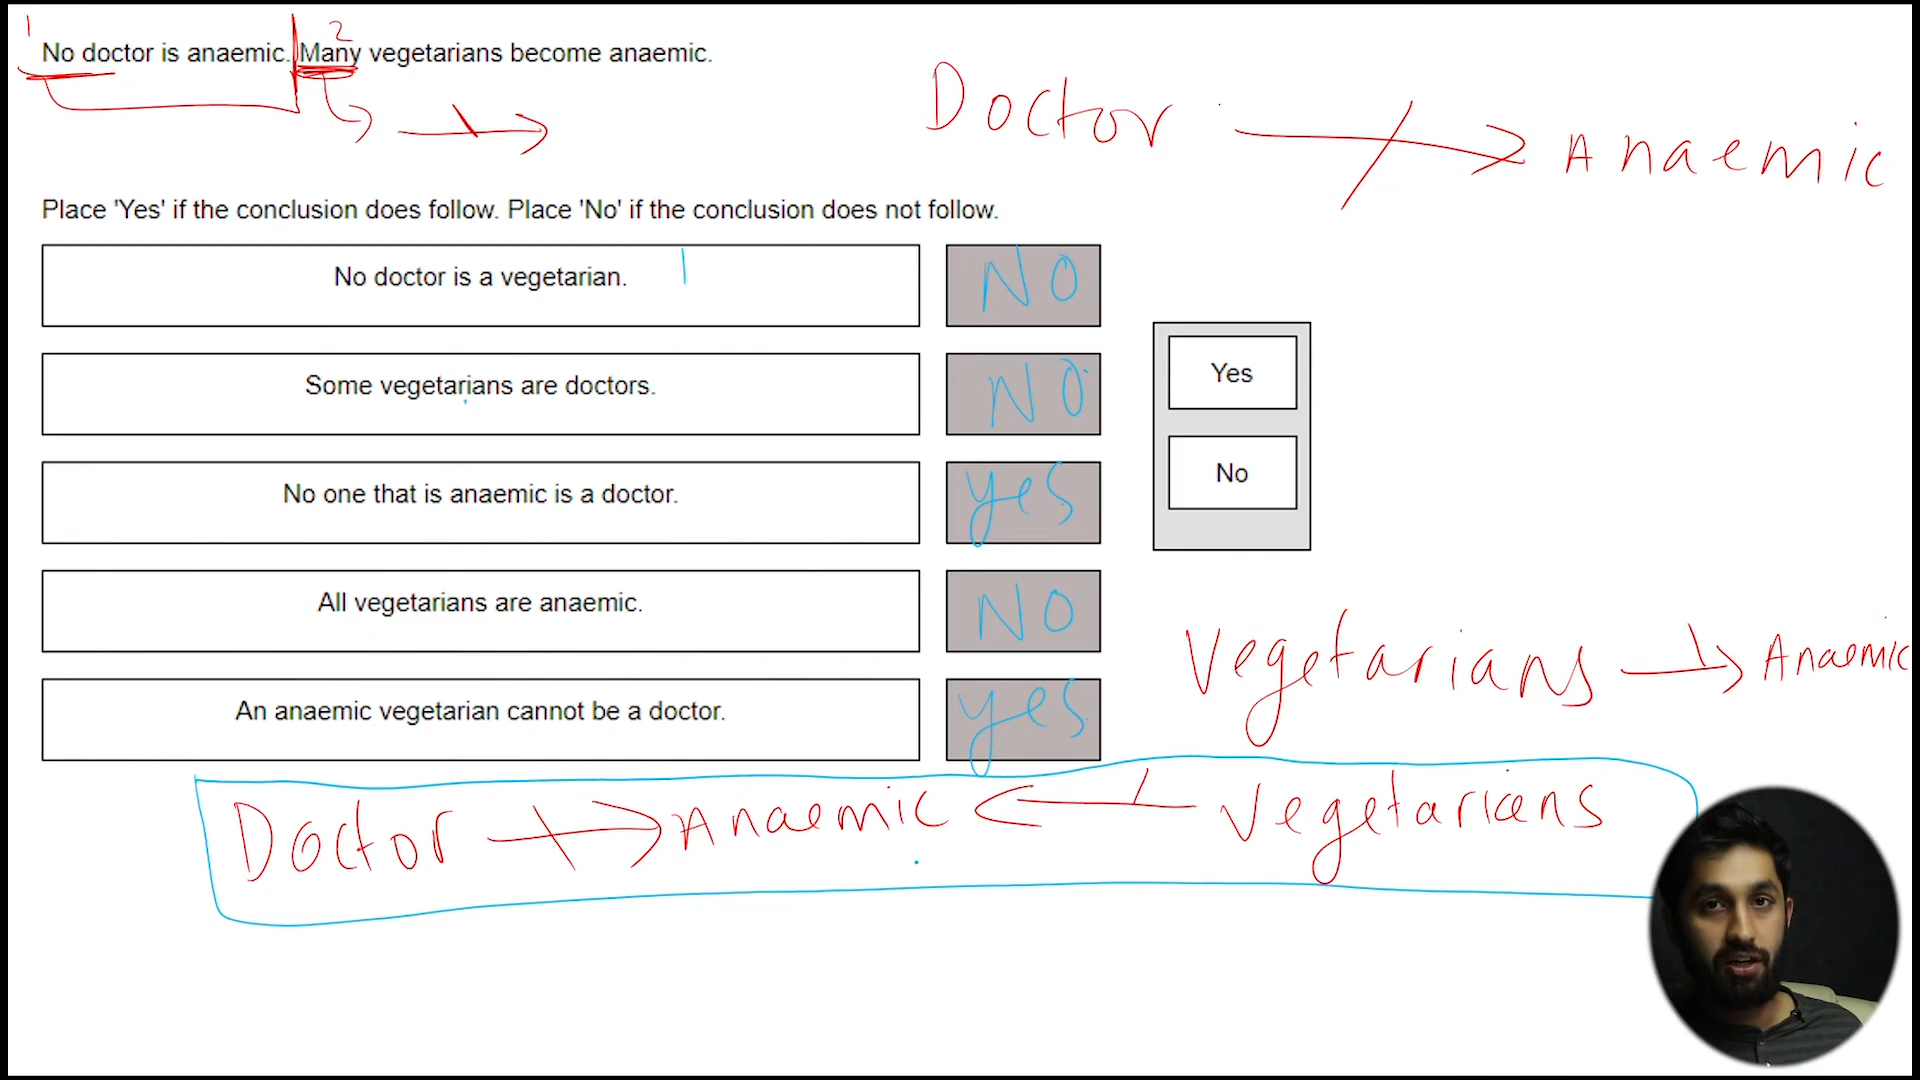 1 2
No doctor is anaemic. Many vegetarians become anaemic.
Doctor Anaemic
Place 'Yes' if the conclusion does follow. Place 'No' if the conclusion does not follow.
No doctor is a vegetarian. NO
Some vegetarians are doctors. NO
Yes
No one that is anaemic is a doctor. yes
No
All vegetarians are anaemic. NO
Vegetarians Anaemic
An anaemic vegetarian cannot be a doctor. yes
Doctor Anaemic Vegetarians